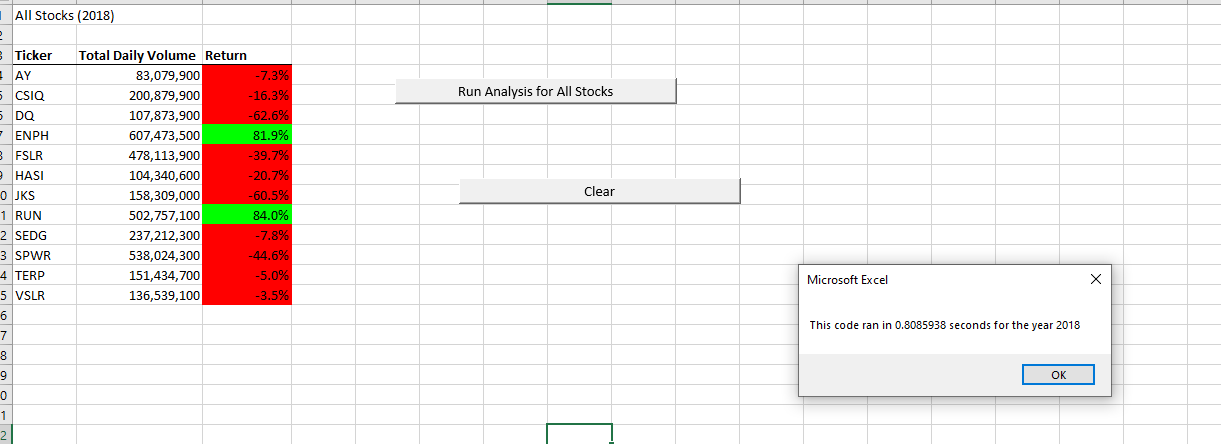 All Stocks (2018)
Ticker Total Daily Volume Return
AY 83,079,900 -7.3%
CSIQ 200,879,900 -16.3%
DQ 107,873,900 -62.6%
ENPH 607,473,500 81.9%
FSLR 478,113,900 -39.7%
HASI 104,340,600 -20.7%
JKS 158,309,000 -60.5%
RUN 502,757,100 84.0%
SEDG 237,212,300 -7.8%
SPWR 538,024,300 -44.6%
TERP 151,434,700 -5.0%
VSLR 136,539,100 -3.5%
Run Analysis for All Stocks
Clear
Microsoft Excel
This code ran in 0.8085938 seconds for the year 2018
OK